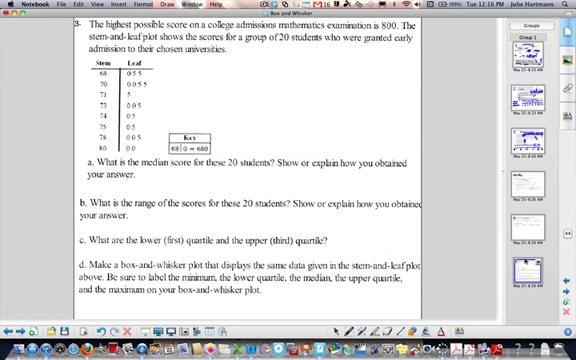 Notebook File Edit View Insert Format Draw Window Help
Tue 12:16 PM Julie Hartmann
Box and Whisker
3- The highest possible score on a college admissions mathematics examination is 800. The
stem-and-leaf plot shows the scores for a group of 20 students who were granted early
admission to their chosen universities.
Stem Leaf
68 0 5 5
70 0 0 5 5
71 5
73 0 0 5
74 0 5
75 0 5
78 0 0 5
80 0 0
Key
68 | 0 = 680
a. What is the median score for these 20 students? Show or explain how you obtained
your answer.
b. What is the range of the scores for these 20 students? Show or explain how you obtained
your answer.
c. What are the lower (first) quartile and the upper (third) quartile?
d. Make a box-and-whisker plot that displays the same data given in the stem-and-leaf plot
above. Be sure to label the minimum, the lower quartile, the median, the upper quartile,
and the maximum on your box-and-whisker plot.
Groups
Group 1